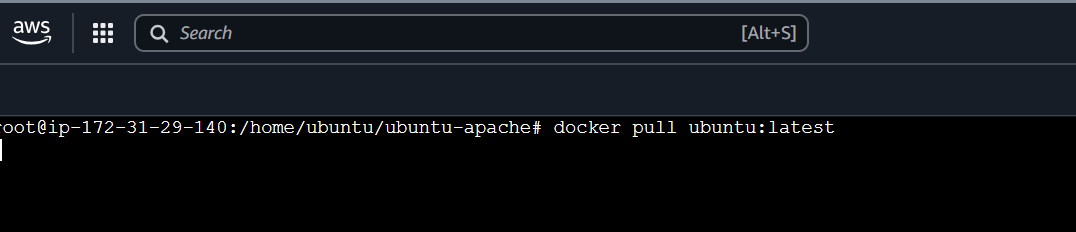 aws
Search [Alt+S]
root@ip-172-31-29-140:/home/ubuntu/ubuntu-apache# docker pull ubuntu:latest